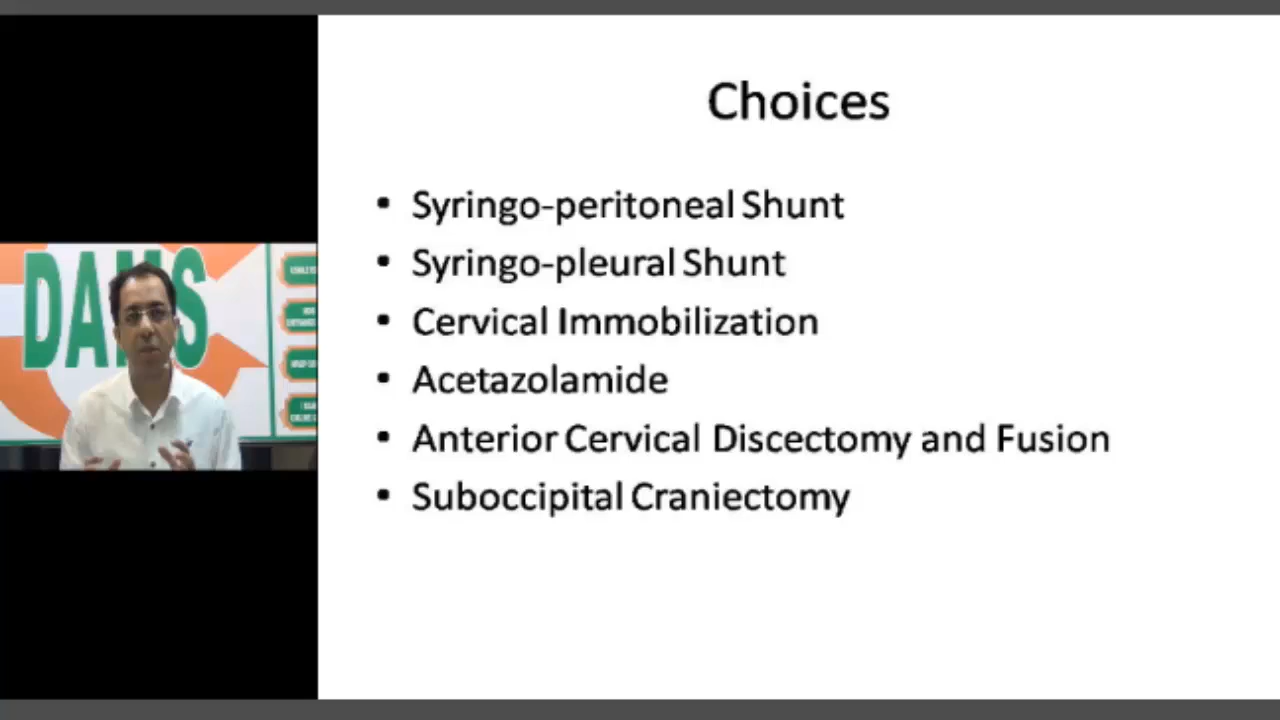 Choices
• Syringo-peritoneal Shunt
• Syringo-pleural Shunt
• Cervical Immobilization
• Acetazolamide
• Anterior Cervical Discectomy and Fusion
• Suboccipital Craniectomy
DAMS